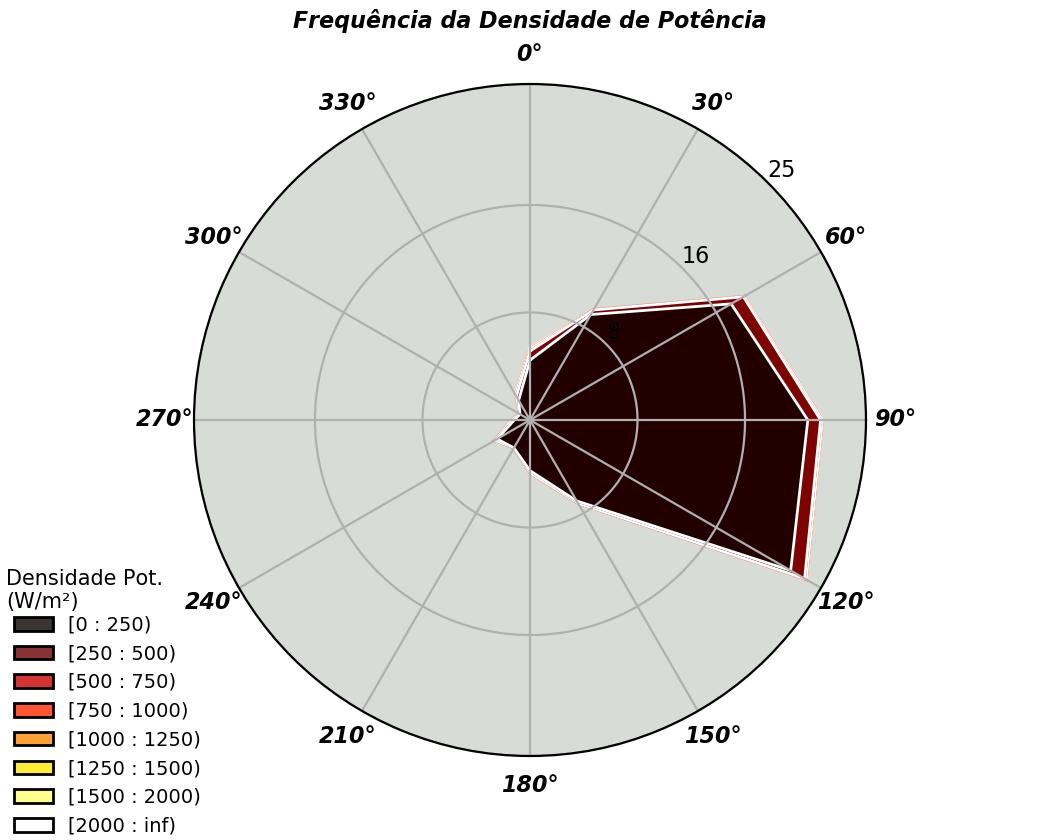 Frequência da Densidade de Potência
0°
330°
30°
25
300°
60°
16
8
270°
90°
240°
120°
210°
150°
180°
Densidade Pot.
(W/m²)
[0 : 250)
[250 : 500)
[500 : 750)
[750 : 1000)
[1000 : 1250)
[1250 : 1500)
[1500 : 2000)
[2000 : inf)